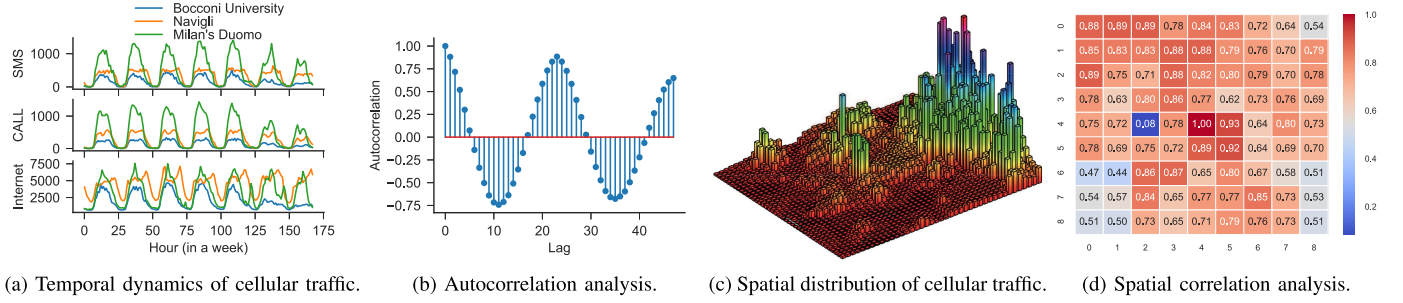 Bocconi University
Navigli
Milan's Duomo
SMS
1000
0
CALL
1000
0
Internet
7500
5000
2500
0 25 50 75 100 125 150 175
Hour (in a week)
(a) Temporal dynamics of cellular traffic.
Autocorrelation
1.00
0.75
0.50
0.25
0.00
−0.25
−0.50
−0.75
0 10 20 30 40
Lag
(b) Autocorrelation analysis.
(c) Spatial distribution of cellular traffic.
0 0.88 0.89 0.89 0.78 0.84 0.83 0.72 0.64 0.54
1 0.85 0.83 0.83 0.88 0.88 0.79 0.76 0.70 0.79
2 0.89 0.75 0.71 0.88 0.82 0.80 0.79 0.70 0.78
3 0.78 0.63 0.80 0.86 0.77 0.62 0.73 0.76 0.69
4 0.75 0.72 0.08 0.78 1.00 0.93 0.64 0.80 0.73
5 0.78 0.69 0.75 0.72 0.89 0.92 0.64 0.69 0.70
6 0.47 0.44 0.86 0.87 0.65 0.80 0.67 0.58 0.51
7 0.54 0.57 0.84 0.65 0.77 0.76 0.85 0.73 0.53
8 0.51 0.50 0.73 0.65 0.71 0.79 0.76 0.73 0.51
0 1 2 3 4 5 6 7 8
1.0
0.8
0.6
0.4
0.2
(d) Spatial correlation analysis.